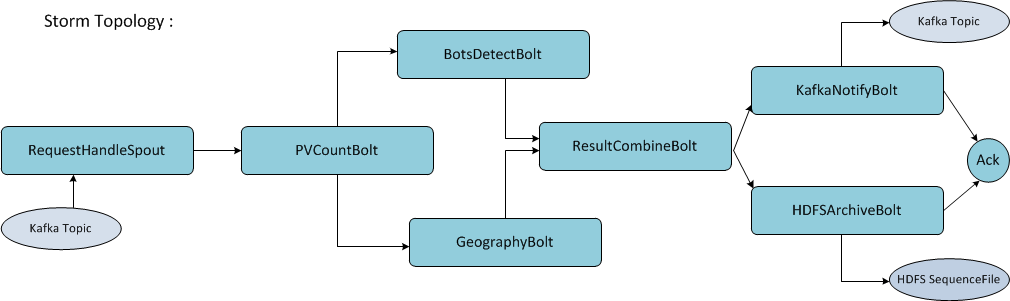 Storm Topology :
Kafka Topic
BotsDetectBolt
KafkaNotifyBolt
RequestHandleSpout
PVCountBolt
ResultCombineBolt
Ack
HDFSArchiveBolt
Kafka Topic
GeographyBolt
HDFS SequenceFile